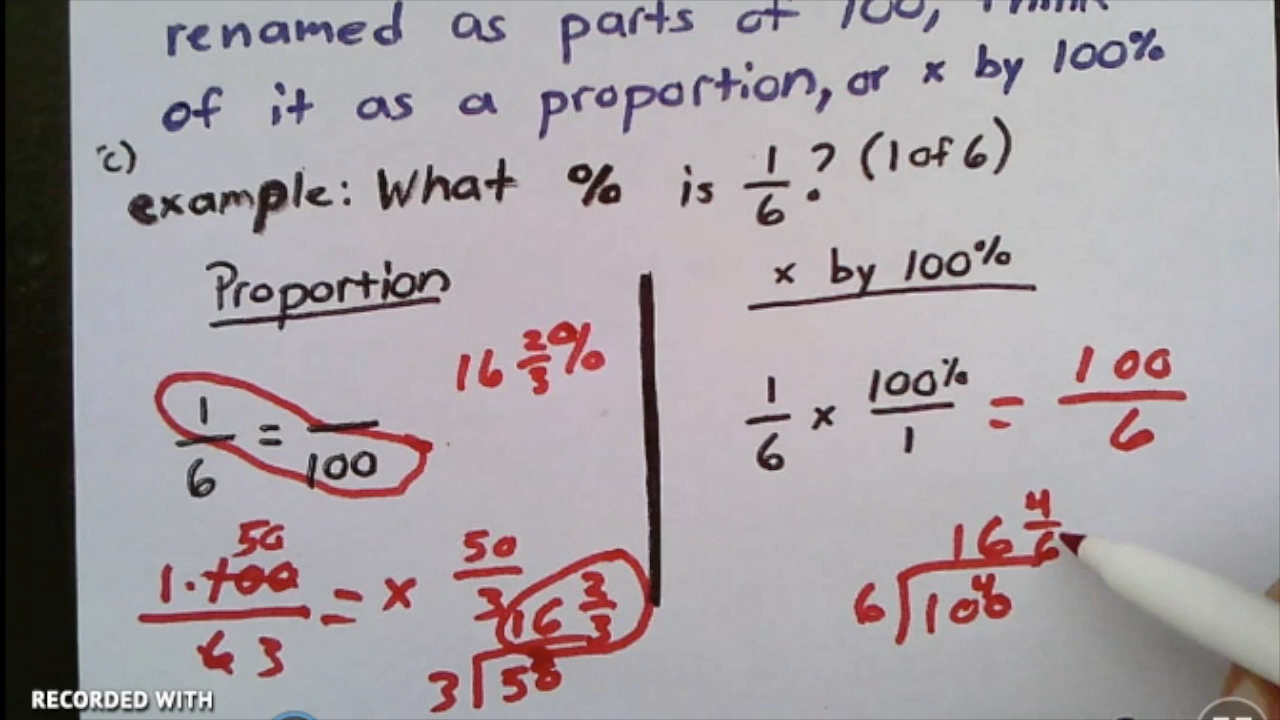 renamed as parts of 100, Think
of it as a proportion, or x by 100%
c)
example: What % is 1/6? (1 of 6)
Proportion
16 2/3%
1/6 = __/100
50
1·100/6 3 = x 50/3
16 2/3
3√50
x by 100%
1/6 x 100%/1 = 100/6
16 4/6
6√100
4
RECORDED WITH